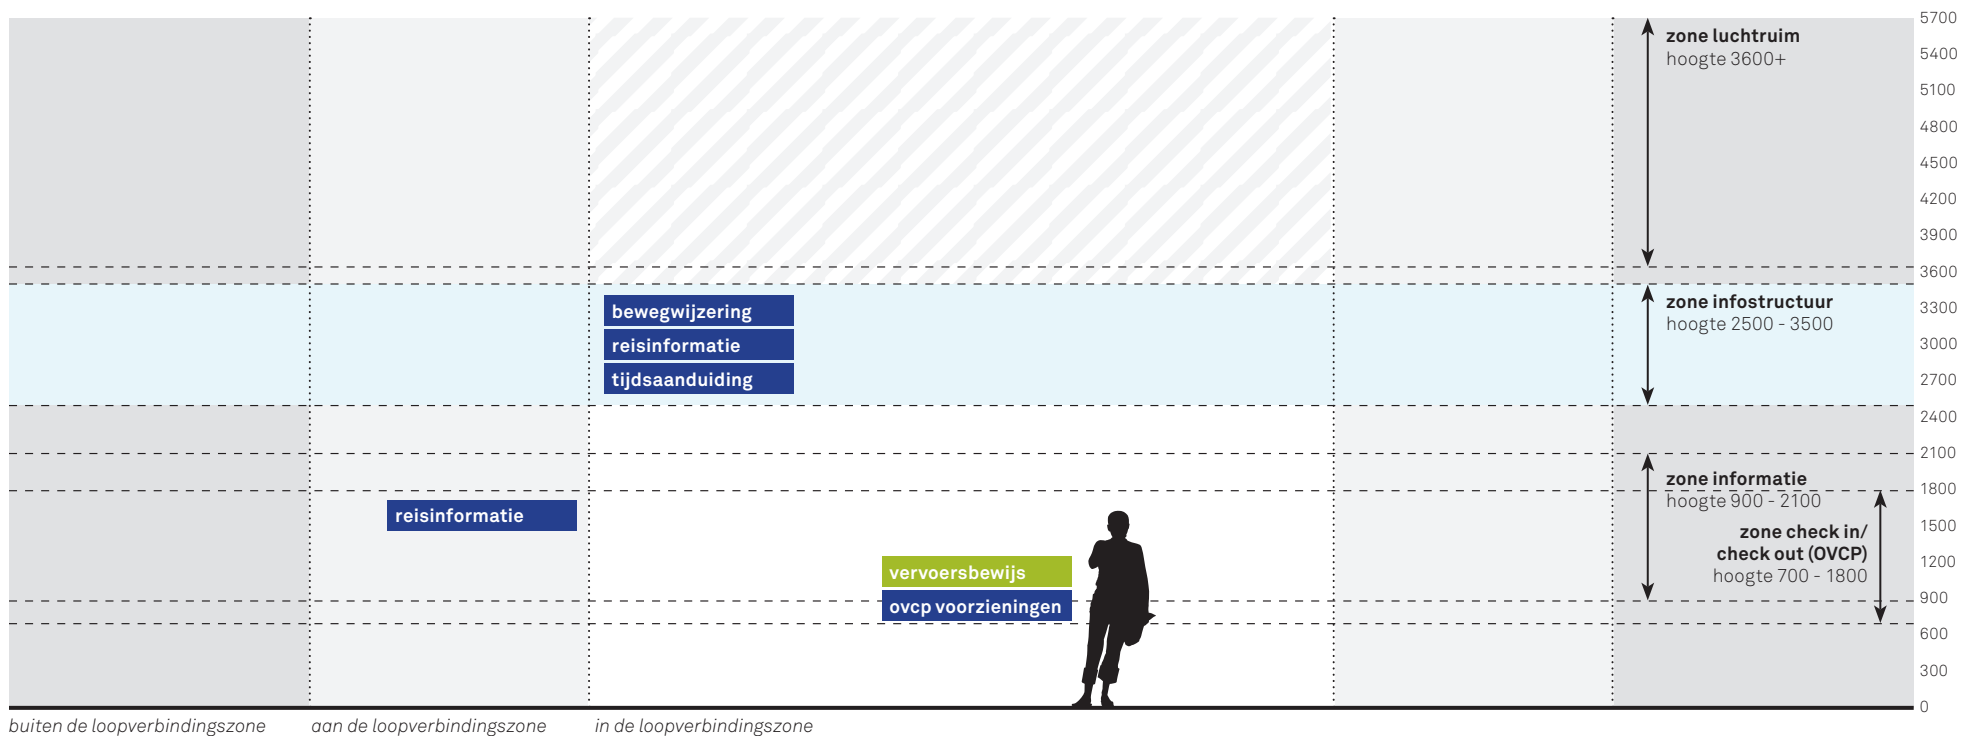 zone luchtruim
hoogte 3600+
zone infostructuur
hoogte 2500 - 3500
bewegwijzering
reisinformatie
tijdsaanduiding
zone informatie
hoogte 900 - 2100
reisinformatie
zone check in/
check out (OVCP)
hoogte 700 - 1800
vervoersbewijs
ovcp voorzieningen
5700
5400
5100
4800
4500
4200
3900
3600
3300
3000
2700
2400
2100
1800
1500
1200
900
600
300
0
buiten de loopverbindingszone
aan de loopverbindingszone
in de loopverbindingszone